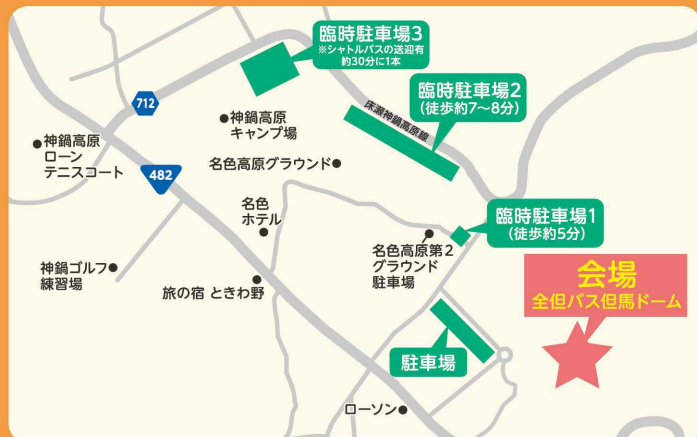 臨時駐車場3
※シャトルバスの送迎有
約30分に1本
臨時駐車場2
(徒歩約7〜8分)
床瀬神鍋高原線
712
神鍋高原
キャンプ場
神鍋高原
ローン
テニスコート
482
名色高原グラウンド
名色
ホテル
臨時駐車場1
(徒歩約5分)
名色高原第2
グラウンド
駐車場
会場
全但バス但馬ドーム
神鍋ゴルフ
練習場
旅の宿 ときわ野
駐車場
ローソン